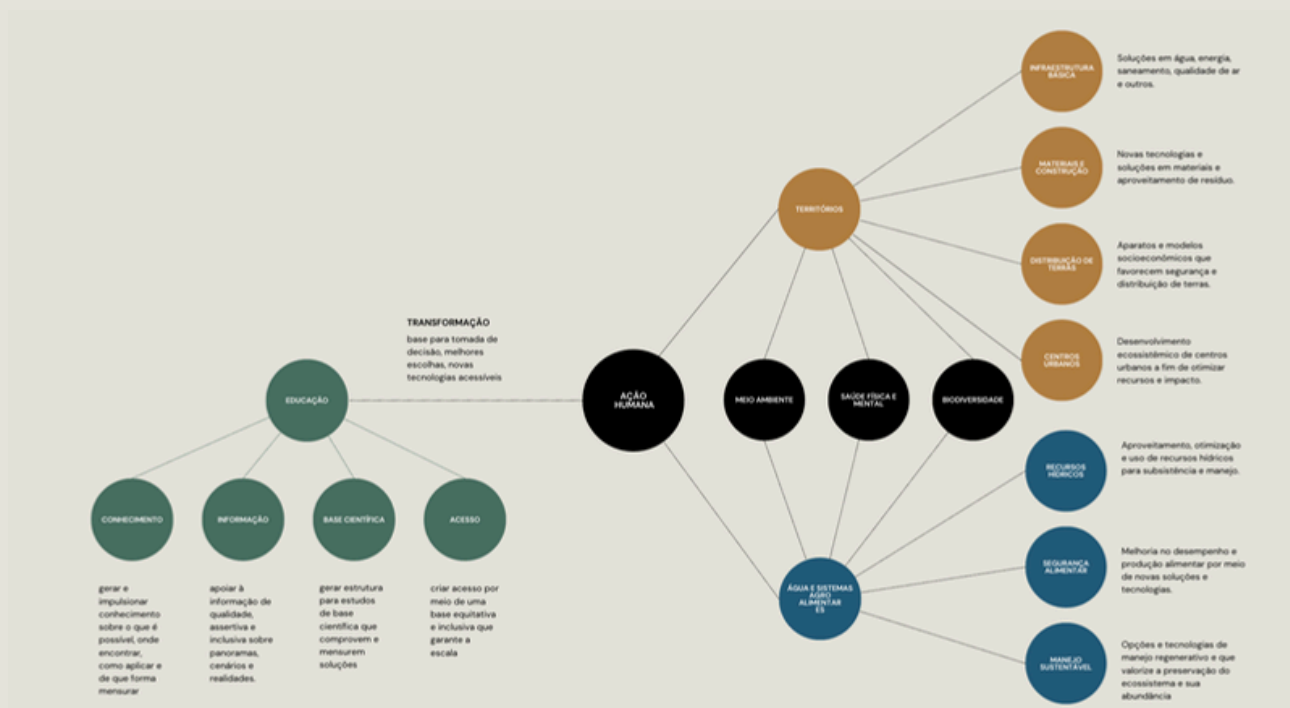 INFRAESTRUTURA
BÁSICA
Soluções em água, energia,
saneamento, qualidade de ar
e outros.
MATERIAIS E
CONSTRUÇÃO
Novas tecnologias e
soluções em materiais e
aproveitamento de resíduo.
TERRITÓRIOS
DISTRIBUIÇÃO DE
TERRAS
Aparatos e modelos
socioeconômicos que
favorecem segurança e
distribuição de terras.
CENTROS
URBANOS
Desenvolvimento
ecossistêmico de centros
urbanos a fim de otimizar
recursos e impacto.
TRANSFORMAÇÃO
base para tomada de
decisão, melhores
escolhas, novas
tecnologias acessíveis
EDUCAÇÃO
AÇÃO
HUMANA
MEIO AMBIENTE
SAÚDE FÍSICA E
MENTAL
BIODIVERSIDADE
RECURSOS
HÍDRICOS
Aproveitamento, otimização
e uso de recursos hídricos
para subsistência e manejo.
CONHECIMENTO
INFORMAÇÃO
BASE CIENTÍFICA
ACESSO
gerar e
impulsionar
conhecimento
sobre o que é
possível, onde
encontrar,
como aplicar e
de que forma
mensurar
apoiar à
informação de
qualidade,
assertiva e
inclusiva sobre
panoramas,
cenários e
realidades.
gerar estrutura
para estudos
de base
científica que
comprovem e
mensurem
soluções
criar acesso por
meio de uma
base equitativa
e inclusiva que
garante a
escala
ÁGUA E SISTEMAS
AGRO
ALIMENTAR
ES
SEGURANÇA
ALIMENTAR
Melhoria no desempenho e
produção alimentar por meio
de novas soluções e
tecnologias.
MANEJO
SUSTENTÁVEL
Opções e tecnologias de
manejo regenerativo e que
valorize a preservação do
ecossistema e sua
abundância